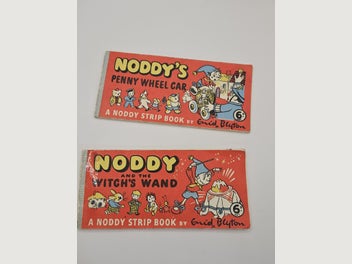 NODDY'S
PENNY WHEEL CAR
6D
A NODDY STRIP BOOK BY Enid Blyton
NODDY
AND THE
WITCH'S WAND
6D
A NODDY STRIP BOOK BY Enid Blyton